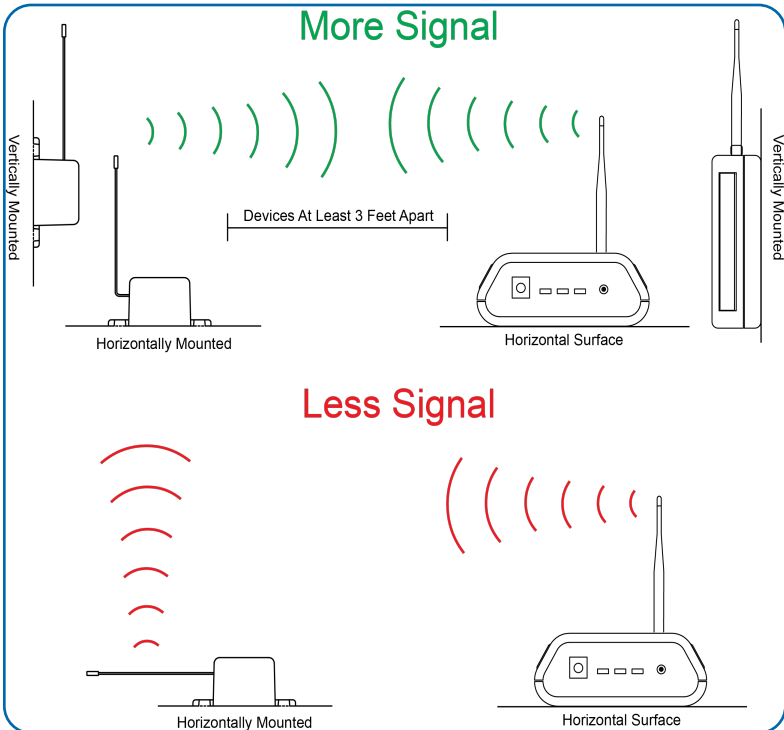 More Signal
Vertically Mounted
Devices At Least 3 Feet Apart
Vertically Mounted
Horizontally Mounted
Horizontal Surface
Less Signal
Horizontally Mounted
Horizontal Surface